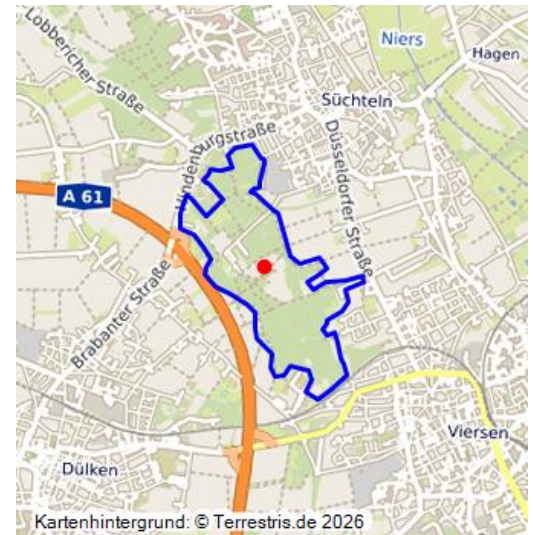 Lobbericher Straße
Niers
Hagen
Süchteln
Hindenburgstraße
Düsseldorfer Straße
A 61
Brabanter Straße
Viersen
Dülken
Kartenhintergrund: © Terrestris.de 2026